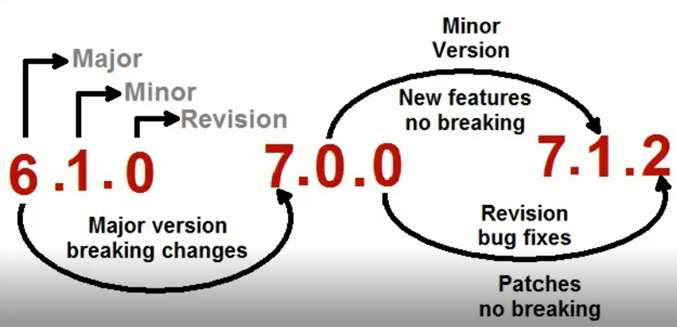 Major
Minor
Revision
6.1.0
Major version
breaking changes
7.0.0
Minor
Version
New features
no breaking
7.1.2
Revision
bug fixes
Patches
no breaking